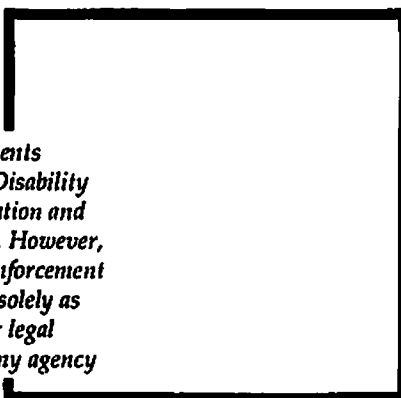 ents
Disability
ation and
. However,
nforcement
solely as
r legal
ny agency